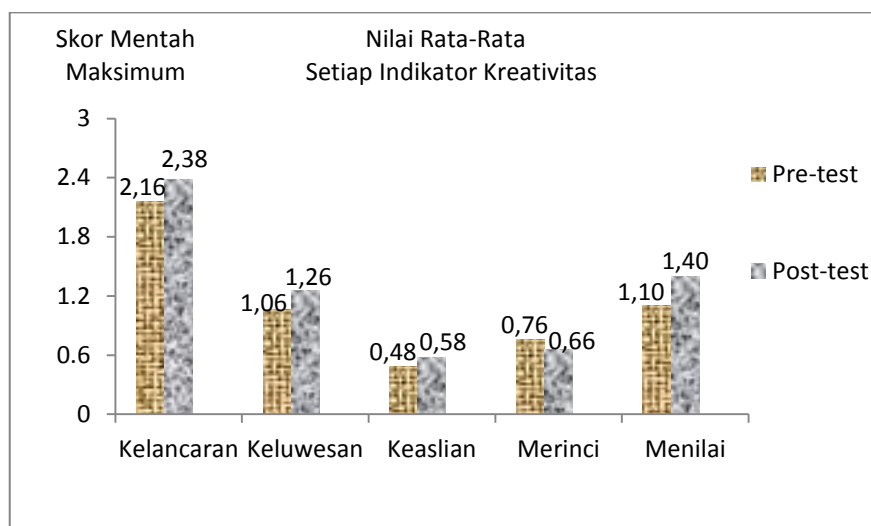 Skor Mentah
Maksimum
Nilai Rata-Rata
Setiap Indikator Kreativitas
3
2.4
1.8
1.2
0.6
0
2,16
2,38
1,06
1,26
0,48
0,58
0,76
0,66
1,10
1,40
Kelancaran Keluwesan Keaslian Merinci Menilai
Pre-test
Post-test